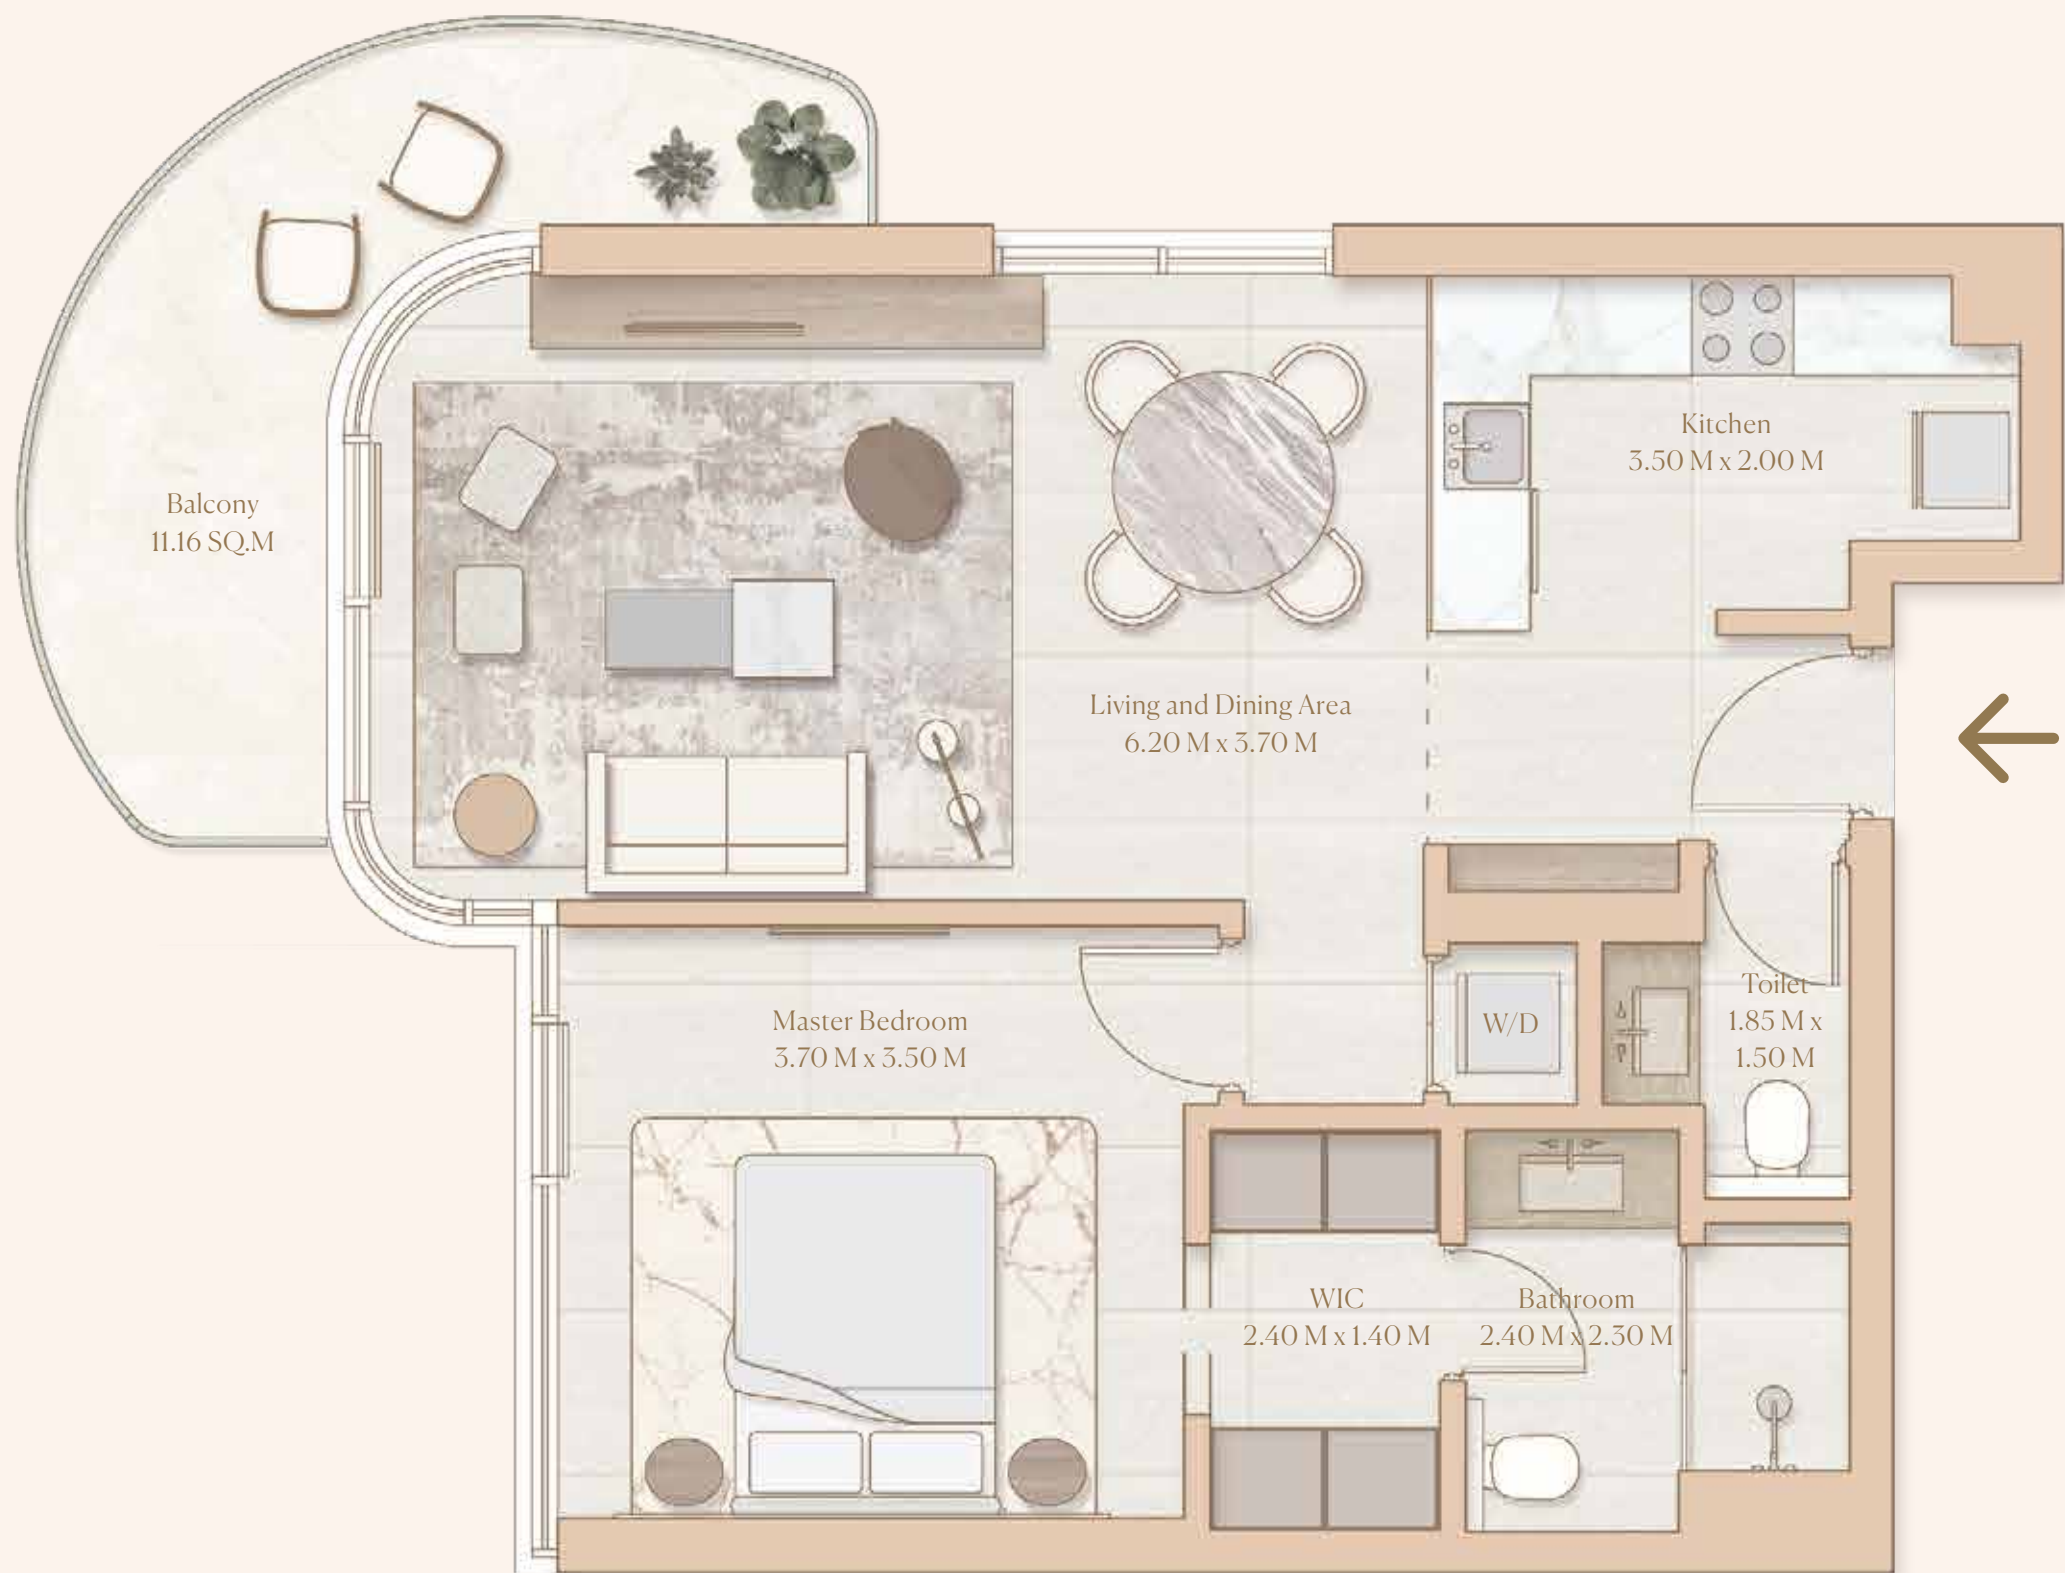 Kitchen
3.50 M x 2.00 M
Balcony
11.16 SQ.M
Living and Dining Area
6.20 M x 3.70 M
Toilet
1.85 M x
1.50 M
W/D
Master Bedroom
3.70 M x 3.50 M
WIC
2.40 M x 1.40 M
Bathroom
2.40 M x 2.30 M